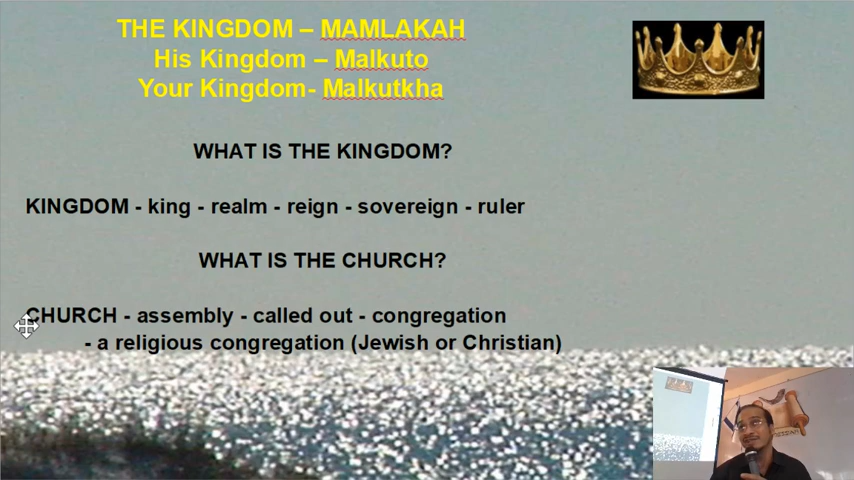 THE KINGDOM – MAMLAKAH
His Kingdom – Malkuto
Your Kingdom- Malkutkha
WHAT IS THE KINGDOM?
KINGDOM - king - realm - reign - sovereign - ruler
WHAT IS THE CHURCH?
CHURCH - assembly - called out - congregation
- a religious congregation (Jewish or Christian)